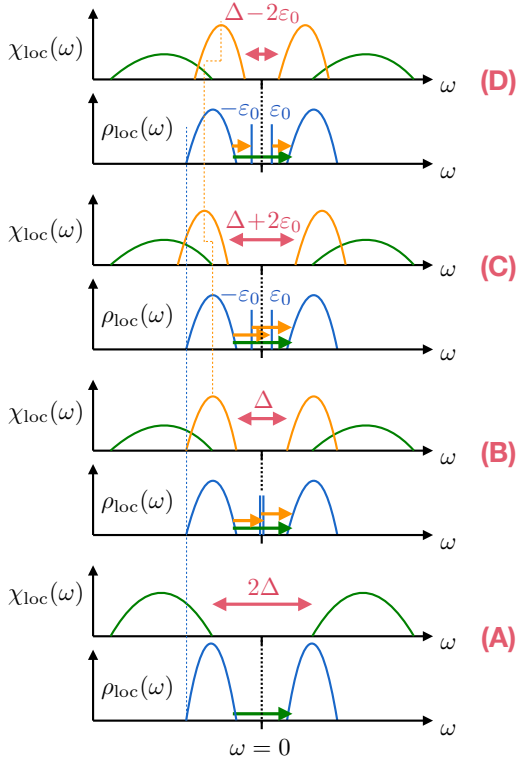 Δ−2ε₀
χ_loc(ω)
ω
(D)
−ε₀ ε₀
ρ_loc(ω)
ω
Δ+2ε₀
χ_loc(ω)
ω
(C)
−ε₀ ε₀
ρ_loc(ω)
ω
Δ
χ_loc(ω)
ω
(B)
ρ_loc(ω)
ω
2Δ
χ_loc(ω)
ω
(A)
ρ_loc(ω)
ω
ω = 0